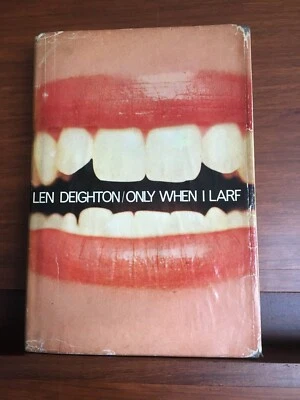 LEN DEIGHTON/ONLY WHEN I LARF